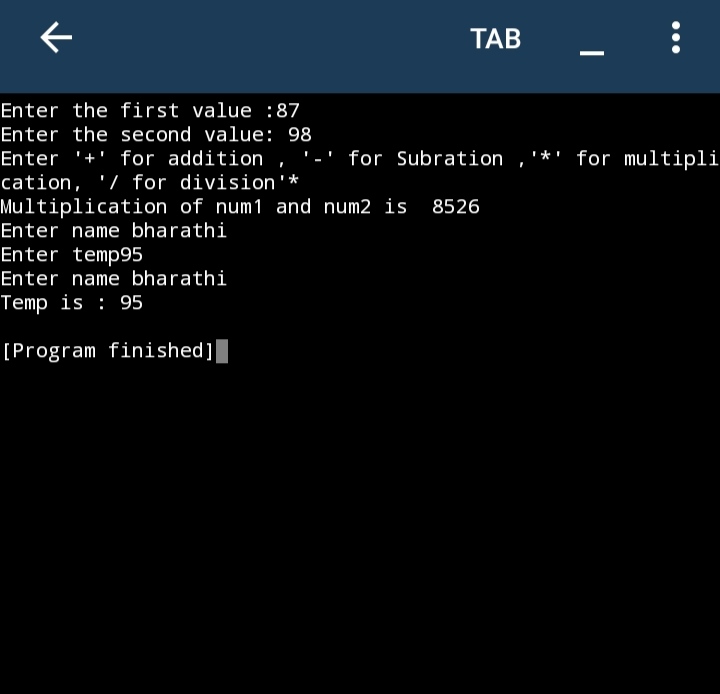 TAB
Enter the first value :87
Enter the second value: 98
Enter '+' for addition , '-' for Subration ,'*' for multipli
cation, '/ for division'*
Multiplication of num1 and num2 is  8526
Enter name bharathi
Enter temp95
Enter name bharathi
Temp is : 95
[Program finished]